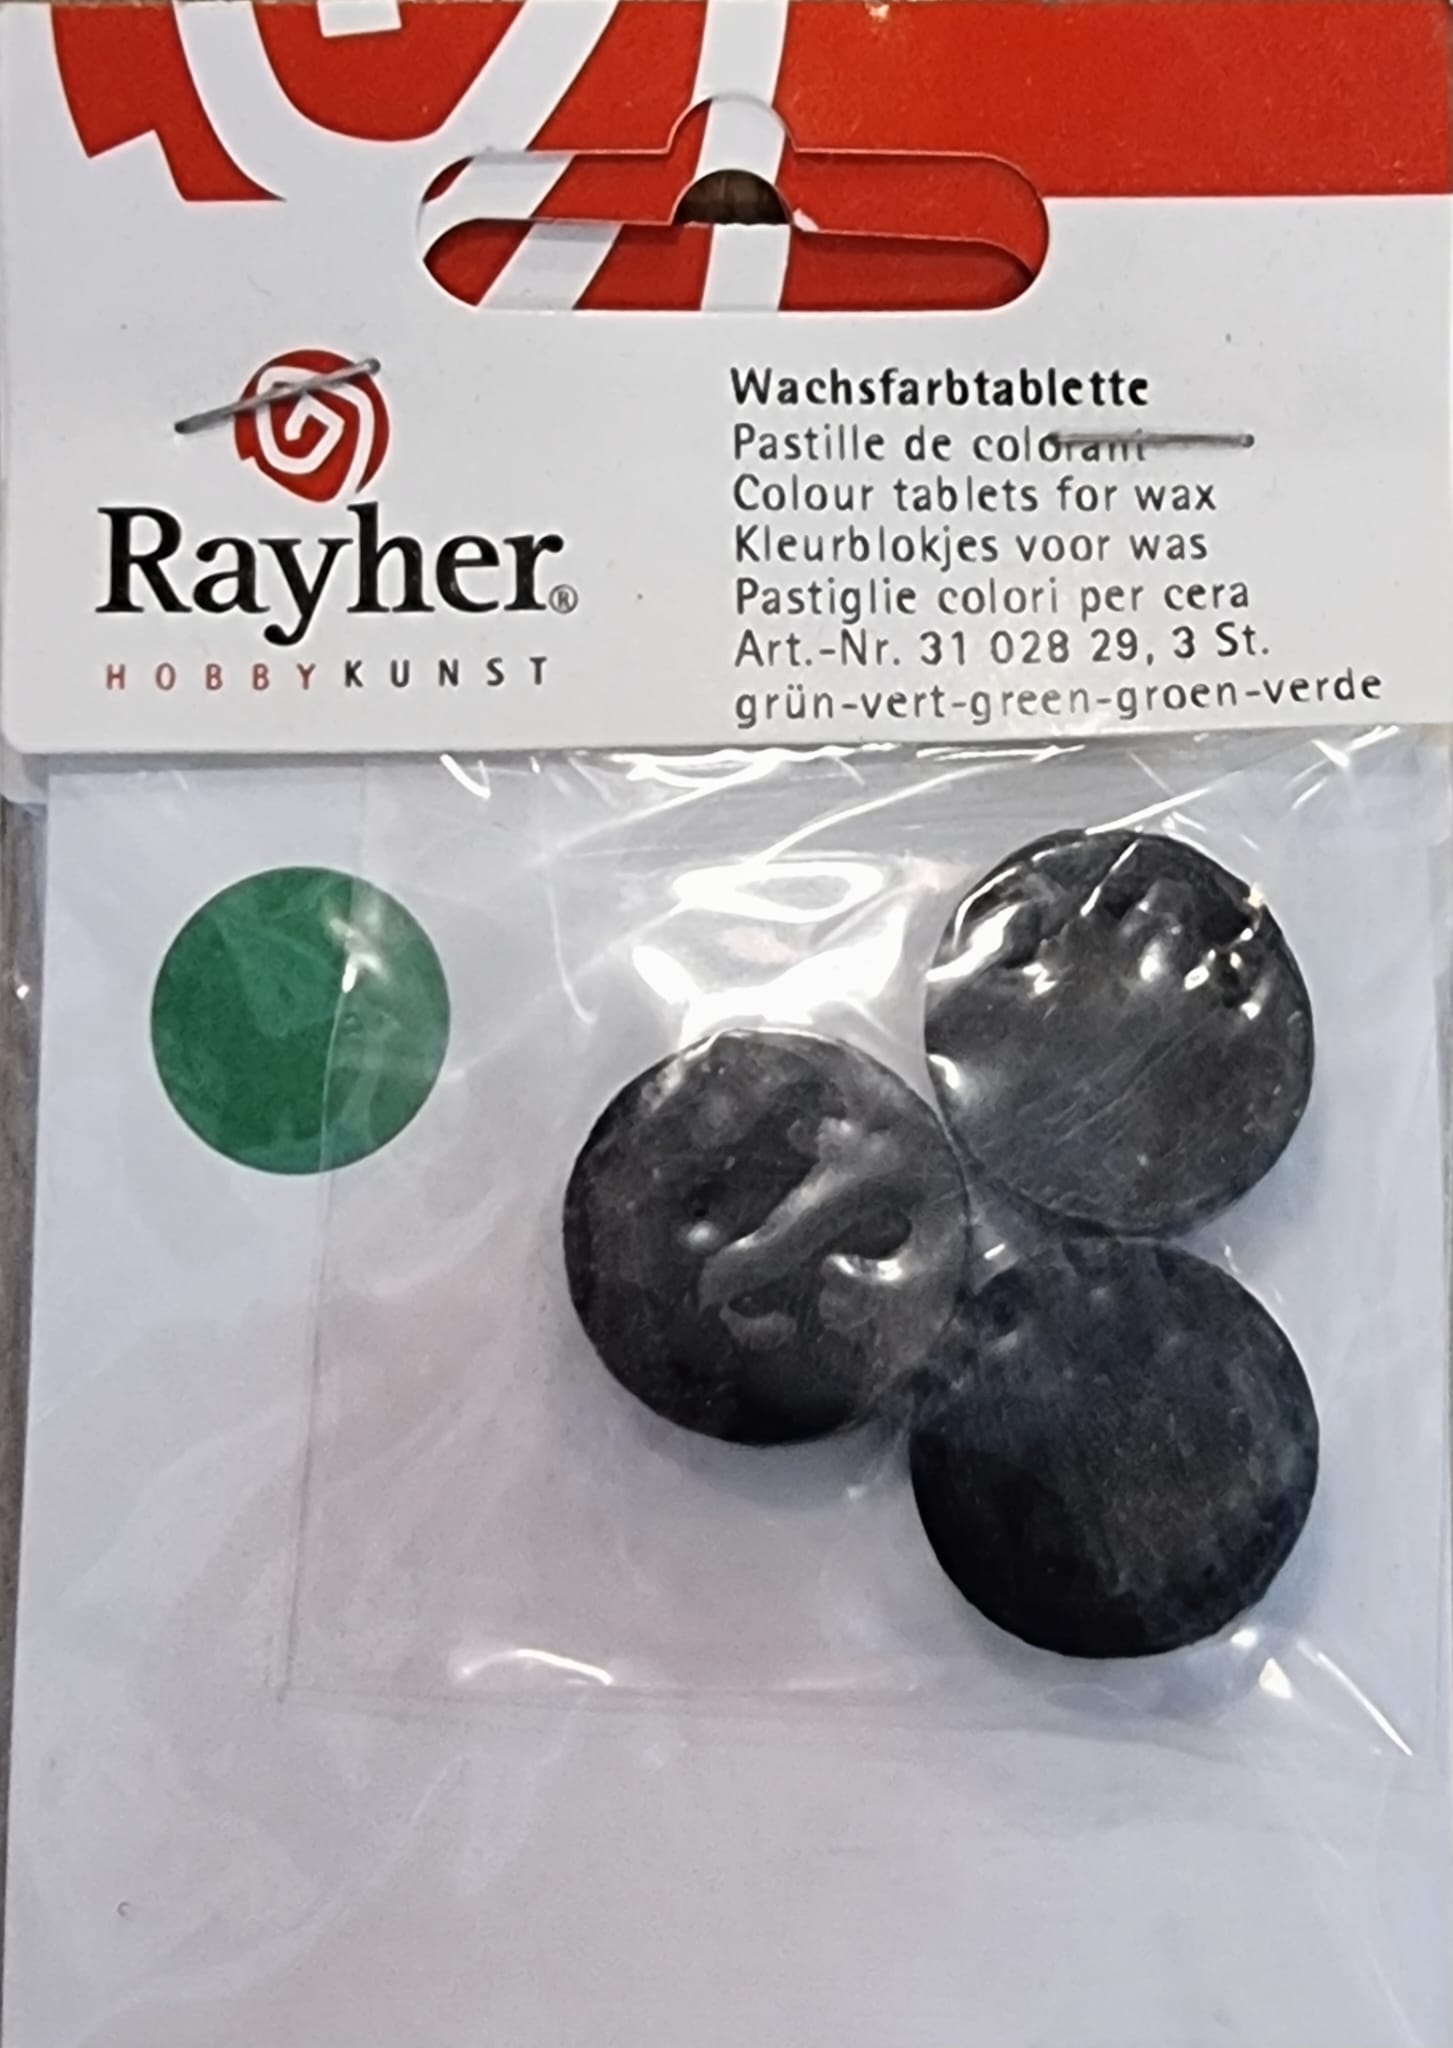 Rayher®
HOBBYKUNST
Wachsfarbtablette
Pastille de colorant
Colour tablets for wax
Kleurblokjes voor was
Pastiglie colori per cera
Art.-Nr. 31 028 29, 3 St.
grün-vert-green-groen-verde